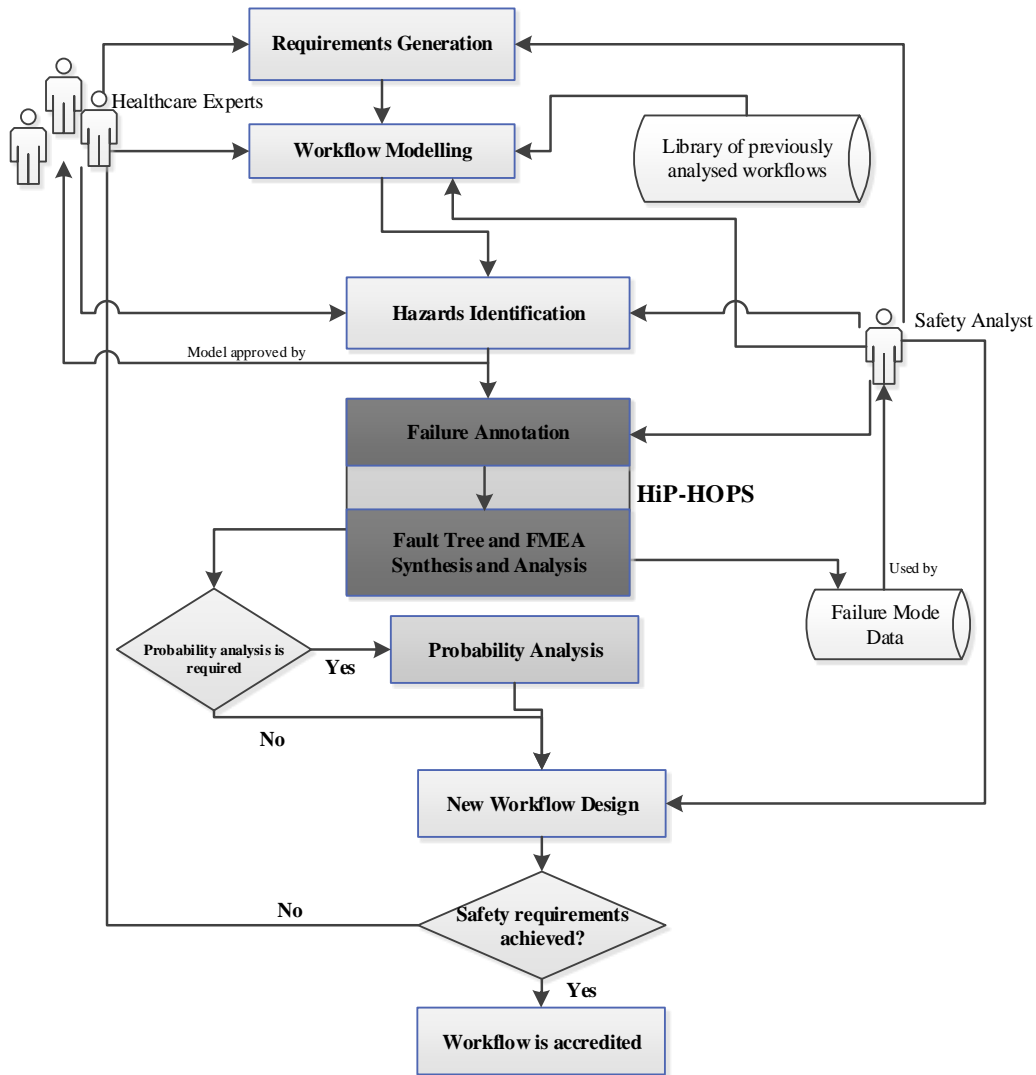 Requirements Generation
Healthcare Experts
Workflow Modelling
Library of previously
analysed workflows
Hazards Identification
Safety Analyst
Model approved by
Failure Annotation
HiP-HOPS
Fault Tree and FMEA
Synthesis and Analysis
Used by
Failure Mode
Data
Probability analysis is
required
Yes
Probability Analysis
No
New Workflow Design
No
Safety requirements
achieved?
Yes
Workflow is accredited